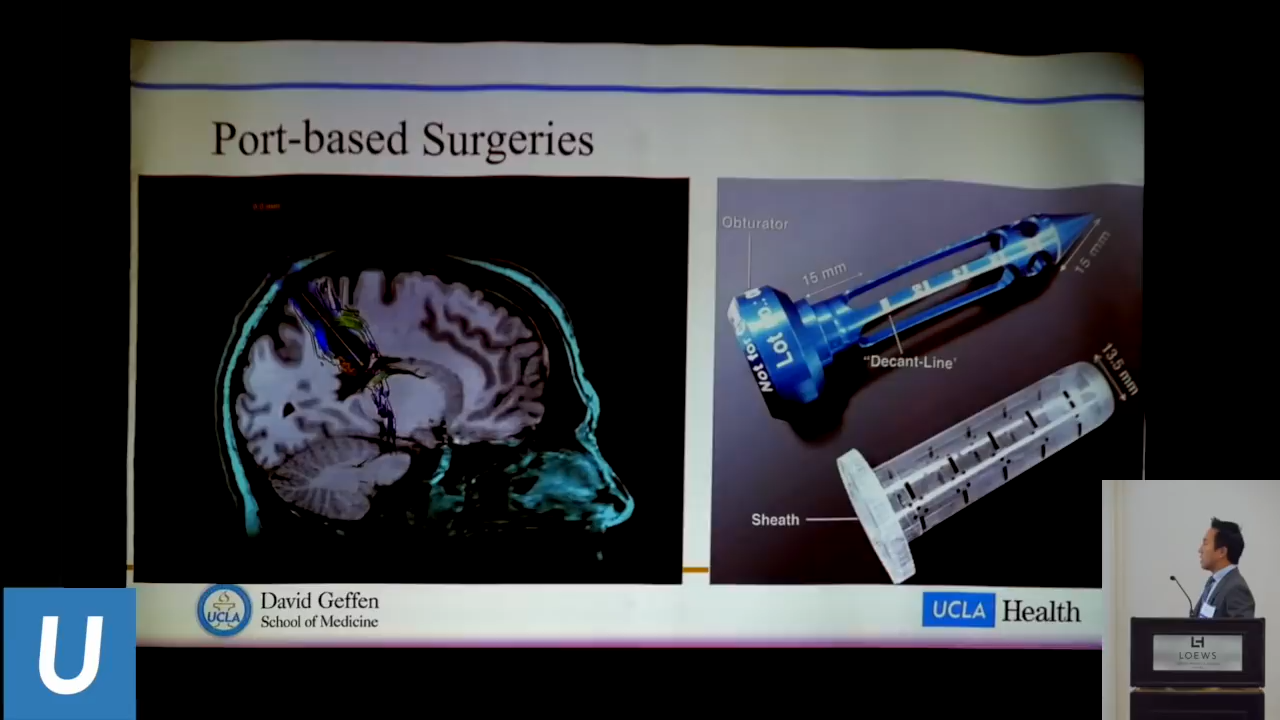 Port-based Surgeries
Obturator
15 mm
15 mm
"Decant-Line'
Not for
Lot
13.5 mm
Sheath
UCLA
David Geffen
School of Medicine
UCLA Health
U
LOEWS